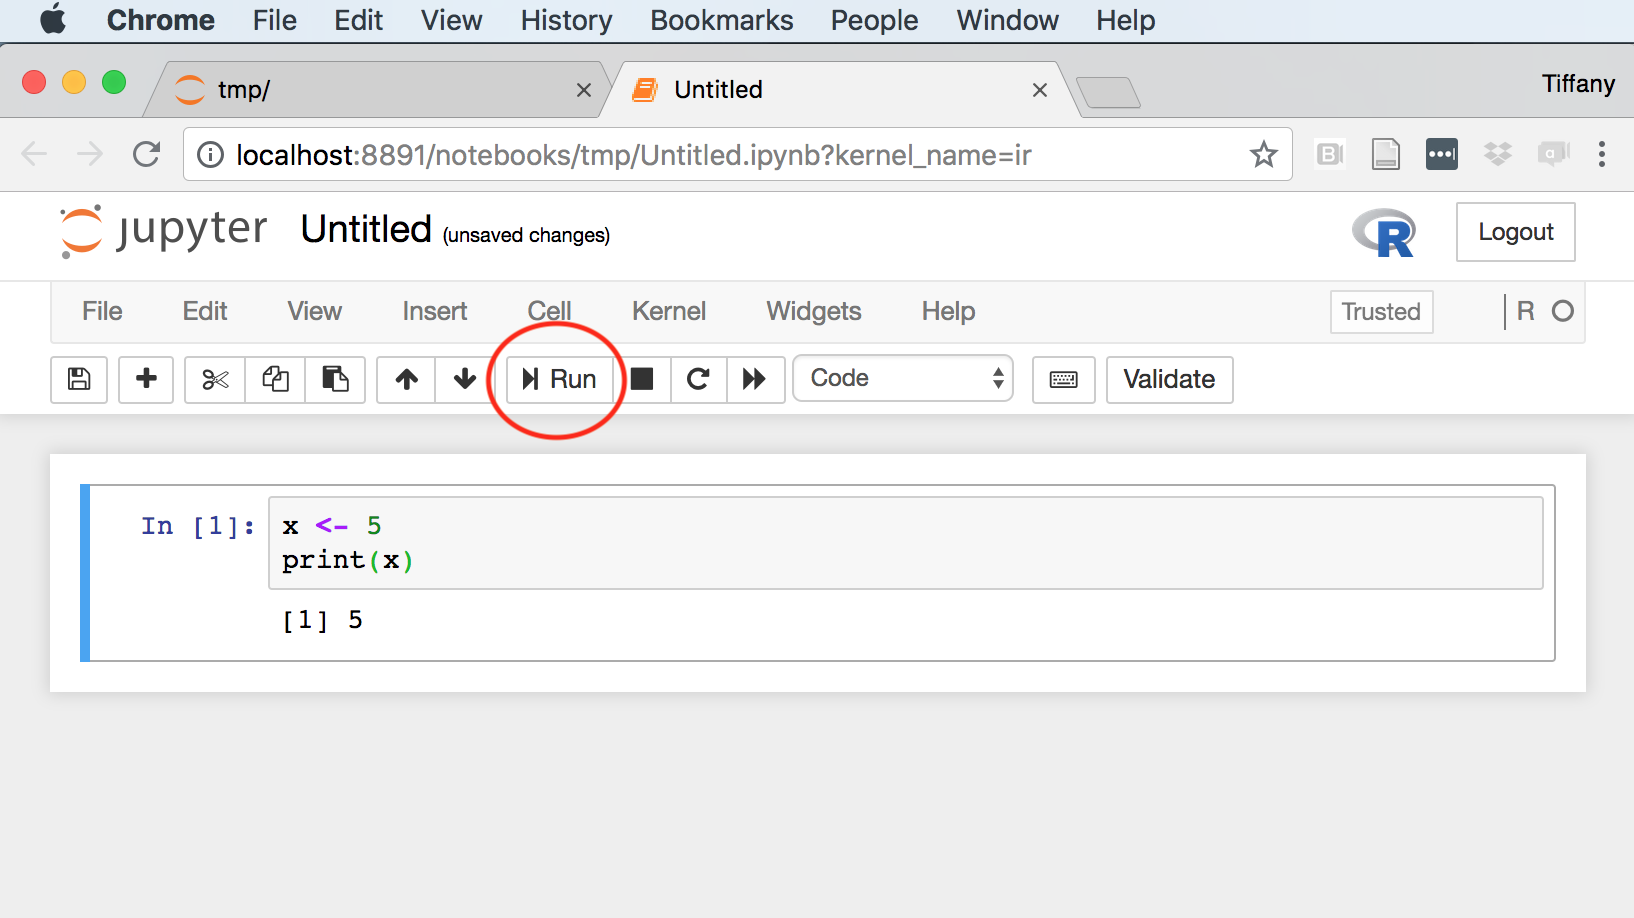 Chrome File Edit View History Bookmarks People Window Help
tmp/ Untitled Tiffany
localhost:8891/notebooks/tmp/Untitled.ipynb?kernel_name=ir
jupyter Untitled (unsaved changes) R Logout
File Edit View Insert Cell Kernel Widgets Help Trusted R
Run Code Validate
In [1]: x <- 5
print(x)
[1] 5